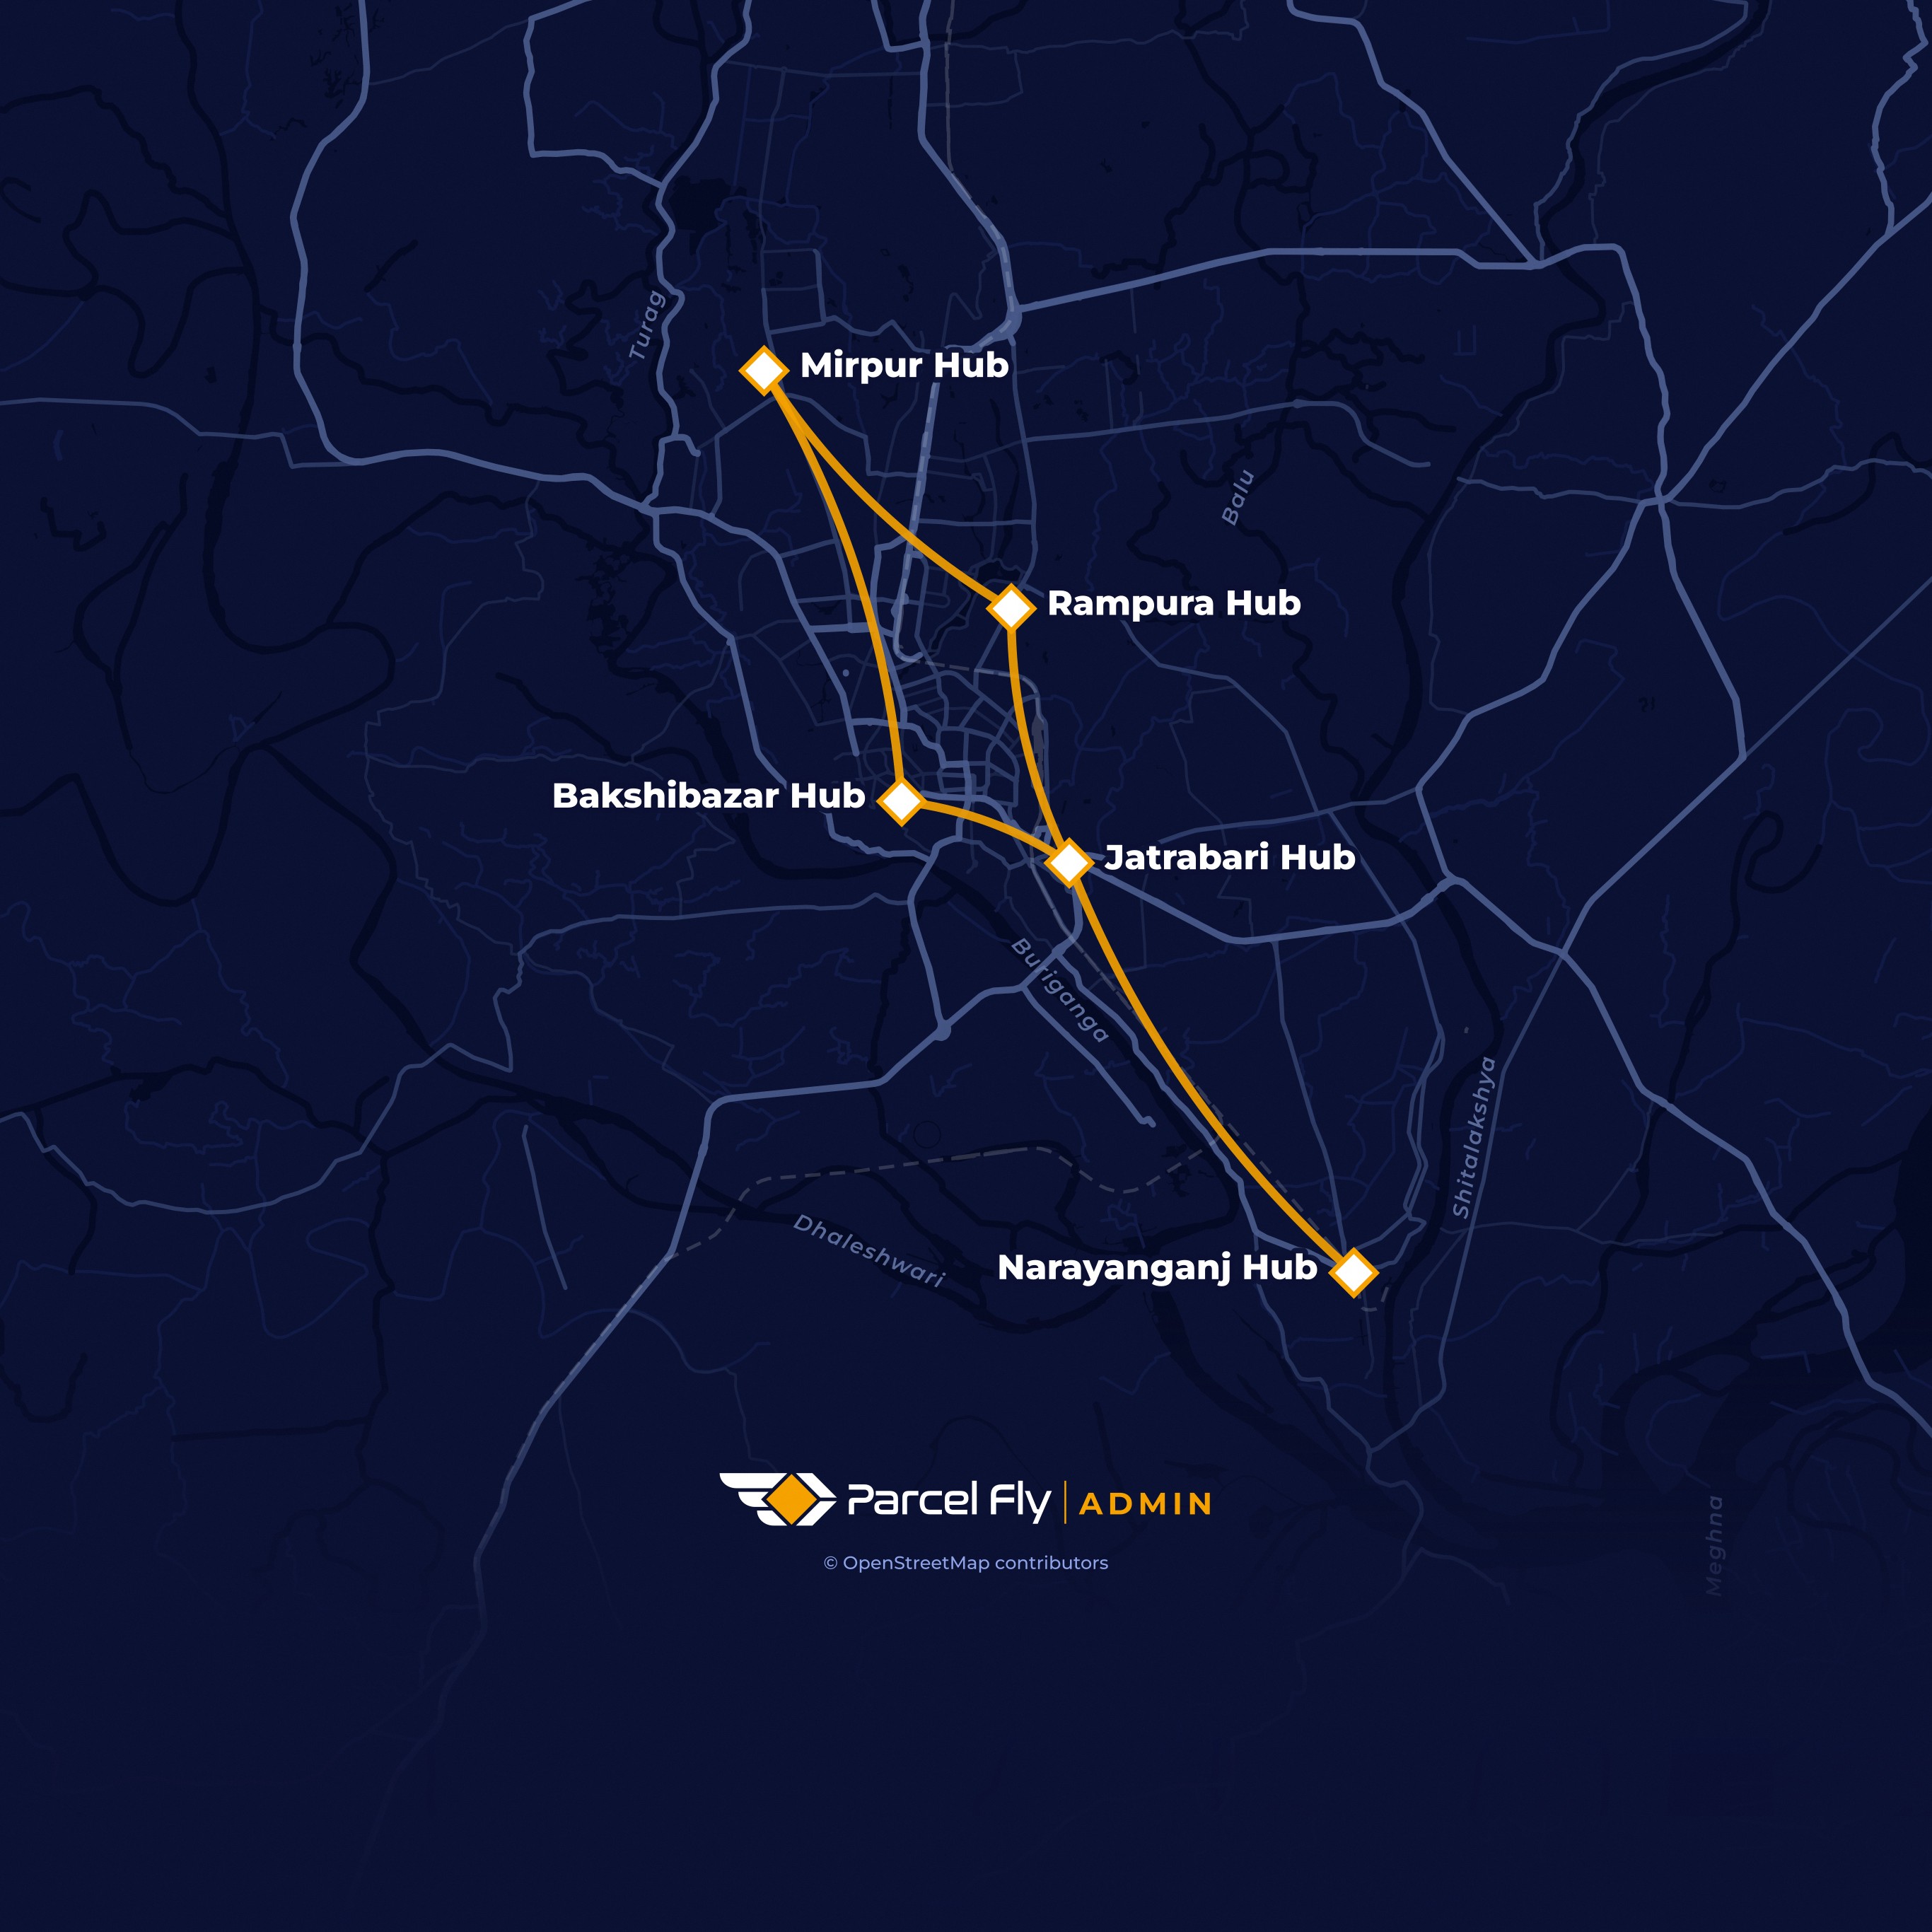 Turag
Mirpur Hub
Balu
Rampura Hub
Bakshibazar Hub
Jatrabari Hub
Buriganga
Shitalakshya
Dhaleshwari
Narayanganj Hub
Parcel Fly | ADMIN
Meghna
© OpenStreetMap contributors